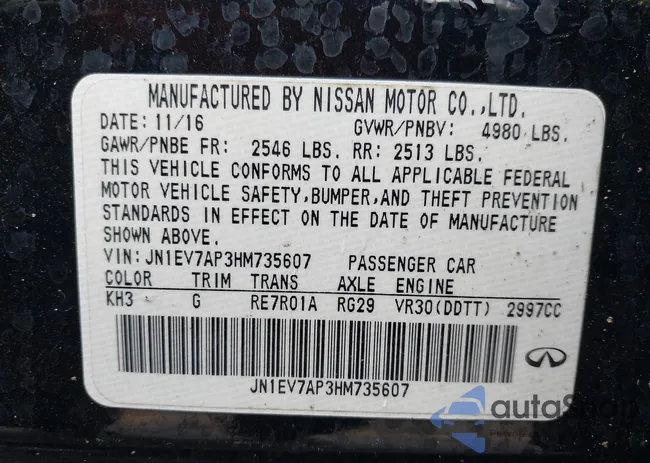 MANUFACTURED BY NISSAN MOTOR CO.,LTD.
DATE: 11/16 GVWR/PNBV: 4980 LBS.
GAWR/PNBE FR: 2546 LBS. RR: 2513 LBS.
THIS VEHICLE CONFORMS TO ALL APPLICABLE FEDERAL
MOTOR VEHICLE SAFETY,BUMPER,AND THEFT PREVENTION
STANDARDS IN EFFECT ON THE DATE OF MANUFACTURE
SHOWN ABOVE.
VIN: JN1EV7AP3HM735607 PASSENGER CAR
COLOR TRIM TRANS AXLE ENGINE
KH3 G RE7R01A RG29 VR30(DDTT) 2997CC
JN1EV7AP3HM735607